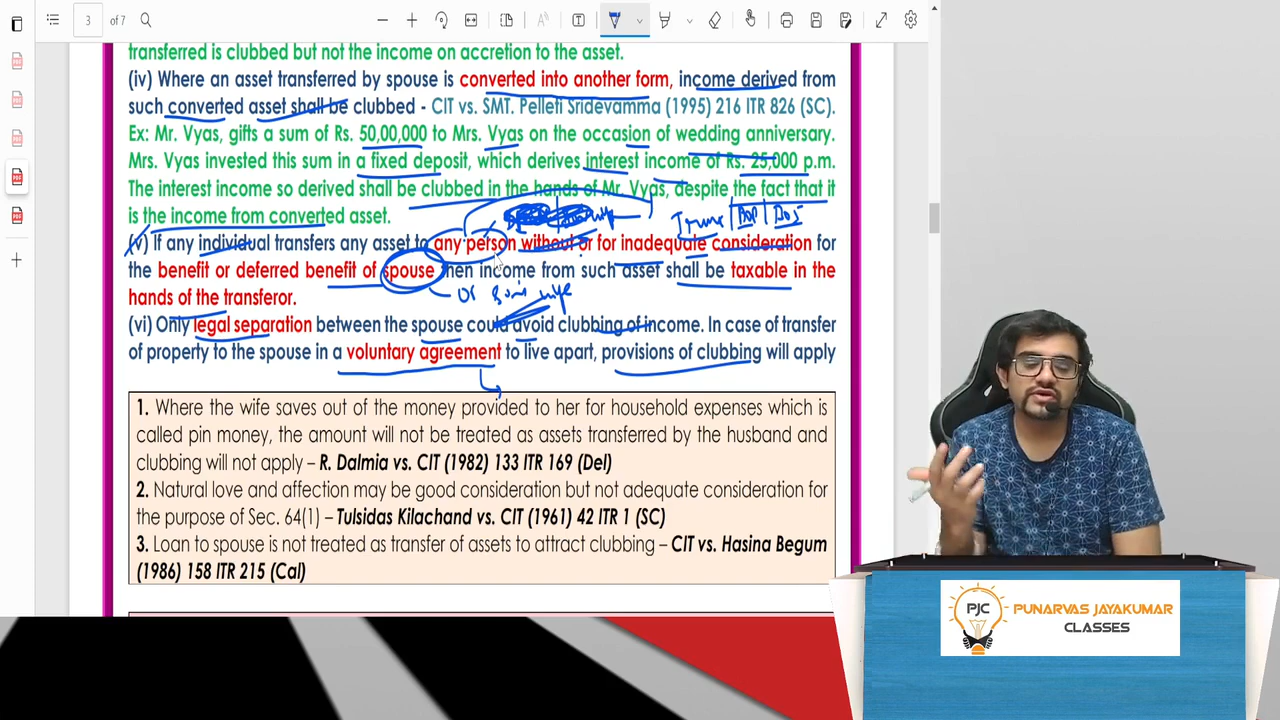 3 of 7
transferred is clubbed but not the income on accretion to the asset.
(iv) Where an asset transferred by spouse is converted into another form, income derived from
such converted asset shall be clubbed - CIT vs. SMT. Pelleti Sridevamma (1995) 216 ITR 826 (SC).
Ex: Mr. Vyas, gifts a sum of Rs. 50,00,000 to Mrs. Vyas on the occasion of wedding anniversary.
Mrs. Vyas invested this sum in a fixed deposit, which derives interest income of Rs. 25,000 p.m.
The interest income so derived shall be clubbed in the hands of Mr. Vyas, despite the fact that it
is the income from converted asset.
(v) If any individual transfers any asset to any person without or for inadequate consideration for
the benefit or deferred benefit of spouse then income from such asset shall be taxable in the
hands of the transferor.
or son's wife
(vi) Only legal separation between the spouse could avoid clubbing of income. In case of transfer
of property to the spouse in a voluntary agreement to live apart, provisions of clubbing will apply
1. Where the wife saves out of the money provided to her for household expenses which is
called pin money, the amount will not be treated as assets transferred by the husband and
clubbing will not apply – R. Dalmia vs. CIT (1982) 133 ITR 169 (Del)
2. Natural love and affection may be good consideration but not adequate consideration for
the purpose of Sec. 64(1) – Tulsidas Kilachand vs. CIT (1961) 42 ITR 1 (SC)
3. Loan to spouse is not treated as transfer of assets to attract clubbing – CIT vs. Hasina Begum
(1986) 158 ITR 215 (Cal)
PJC
PUNARVAS JAYAKUMAR
CLASSES